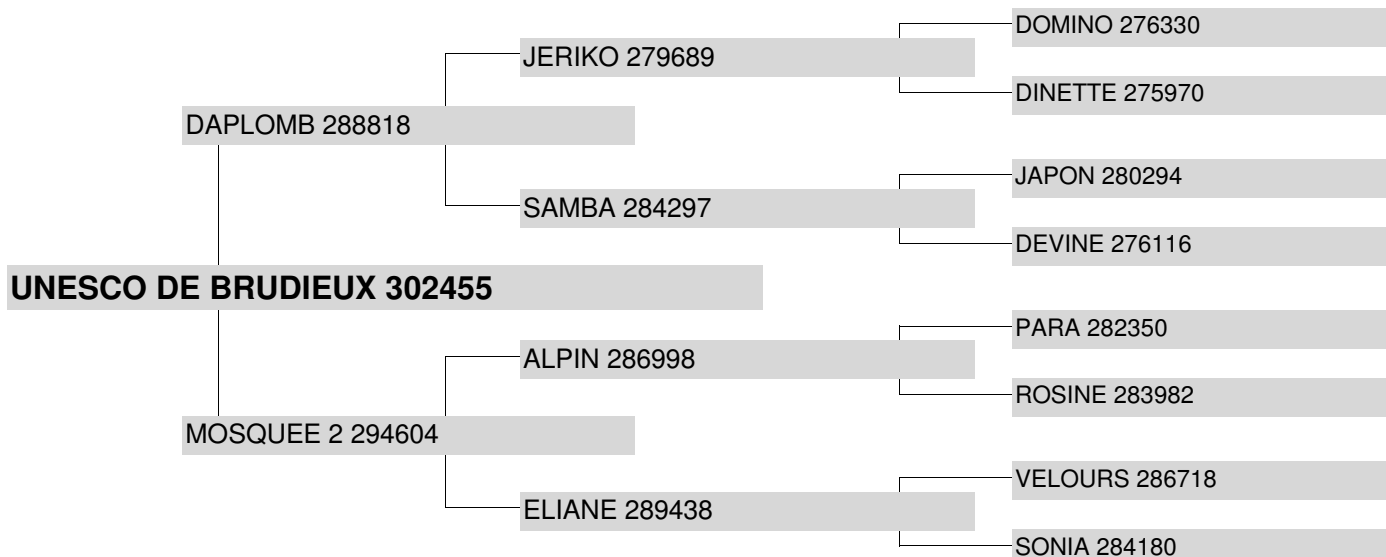 DOMINO 276330
JERIKO 279689
DINETTE 275970
DAPLOMB 288818
JAPON 280294
SAMBA 284297
DEVINE 276116
UNESCO DE BRUDIEUX 302455
PARA 282350
ALPIN 286998
ROSINE 283982
MOSQUEE 2 294604
VELOURS 286718
ELIANE 289438
SONIA 284180